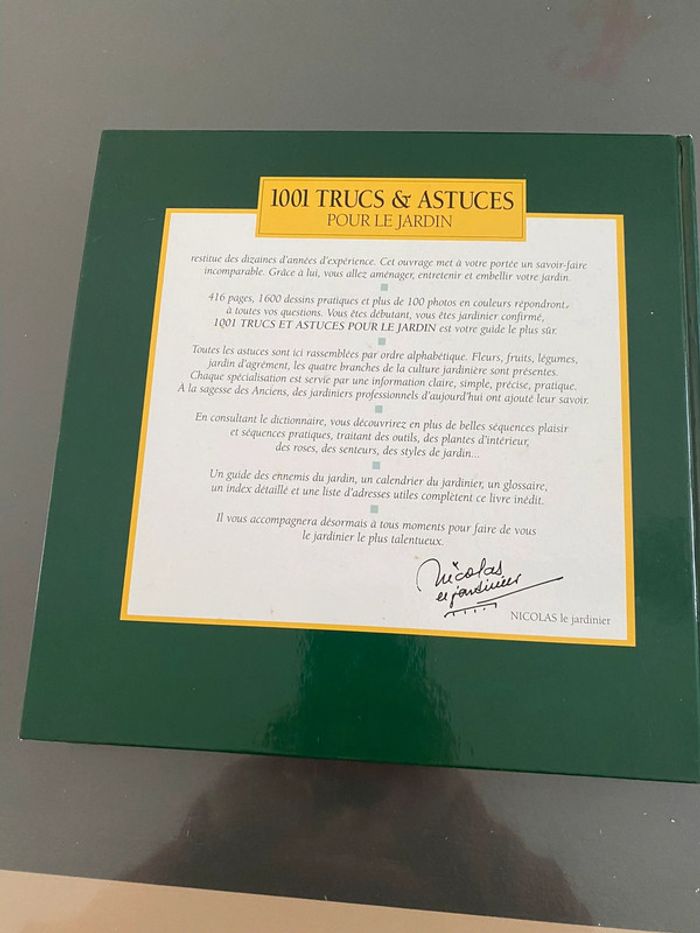 1001 TRUCS & ASTUCES
POUR LE JARDIN
restitue des dizaines d'années d'expérience. Cet ouvrage met à votre portée un savoir-faire
incomparable. Grâce à lui, vous allez aménager, entretenir et embellir votre jardin.
416 pages, 1600 dessins pratiques et plus de 100 photos en couleurs répondront
à toutes vos questions. Vous êtes débutant, vous êtes jardinier confirmé,
1001 TRUCS ET ASTUCES POUR LE JARDIN est votre guide le plus sûr.
Toutes les astuces sont ici rassemblées par ordre alphabétique. Fleurs, fruits, légumes,
jardin d'agrément, les quatre branches de la culture jardinière sont présentes.
Chaque spécialisation est servie par une information claire, simple, précise, pratique.
À la sagesse des Anciens, des jardiniers professionnels d'aujourd'hui ont ajouté leur savoir.
En consultant le dictionnaire, vous découvrirez en plus de belles séquences plaisir
et séquences pratiques, traitant des outils, des plantes d'intérieur,
des roses, des senteurs, des styles de jardin...
Un guide des ennemis du jardin, un calendrier du jardinier, un glossaire,
un index détaillé et une liste d'adresses utiles complètent ce livre inédit.
Il vous accompagnera désormais à tous moments pour faire de vous
le jardinier le plus talentueux.
Nicolas
le jardinier
NICOLAS le jardinier